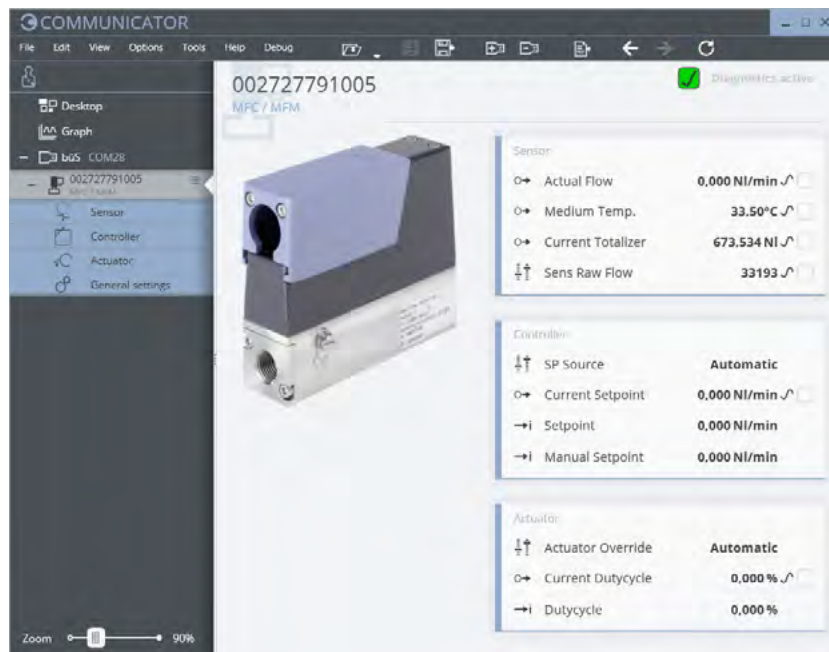 COMMUNICATOR
File Edit View Options Tools Help Debug
002727791005
MFC / MFM
Diagnostics active
Desktop
Graph
büS COM28
002727791005
MFC / MFM
Sensor
Controller
Actuator
General settings
Sensor
Actual Flow 0,000 Nl/min
Medium Temp. 33.50°C
Current Totalizer 673,534 Nl
Sens Raw Flow 33193
Controller
SP Source Automatic
Current Setpoint 0,000 Nl/min
Setpoint 0,000 Nl/min
Manual Setpoint 0,000 Nl/min
Actuator
Actuator Override Automatic
Current Dutycycle 0,000 %
Dutycycle 0,000 %
Zoom 90%